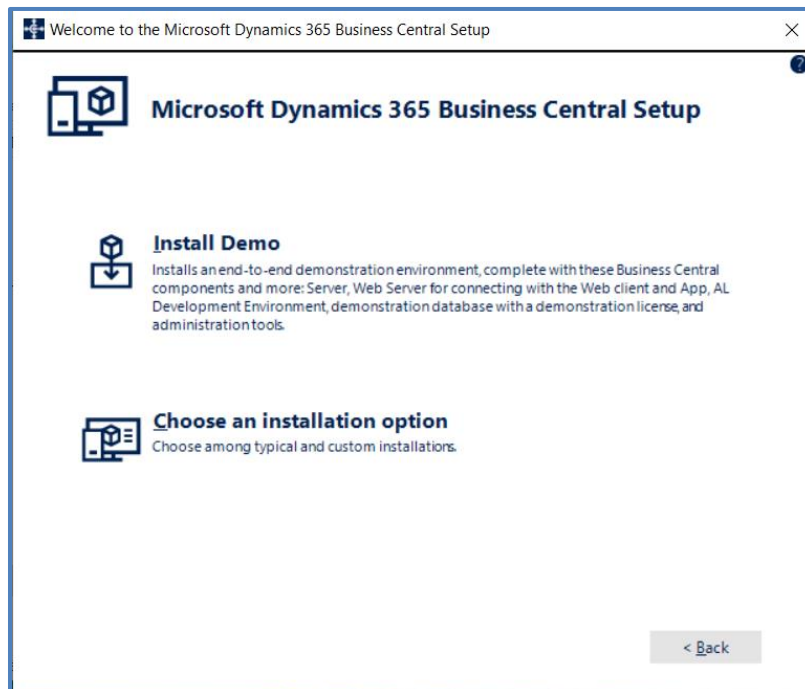 Welcome to the Microsoft Dynamics 365 Business Central Setup
?
Microsoft Dynamics 365 Business Central Setup
Install Demo
Installs an end-to-end demonstration environment, complete with these Business Central
components and more: Server, Web Server for connecting with the Web client and App, AL
Development Environment, demonstration database with a demonstration license, and
administration tools.
Choose an installation option
Choose among typical and custom installations.
< Back